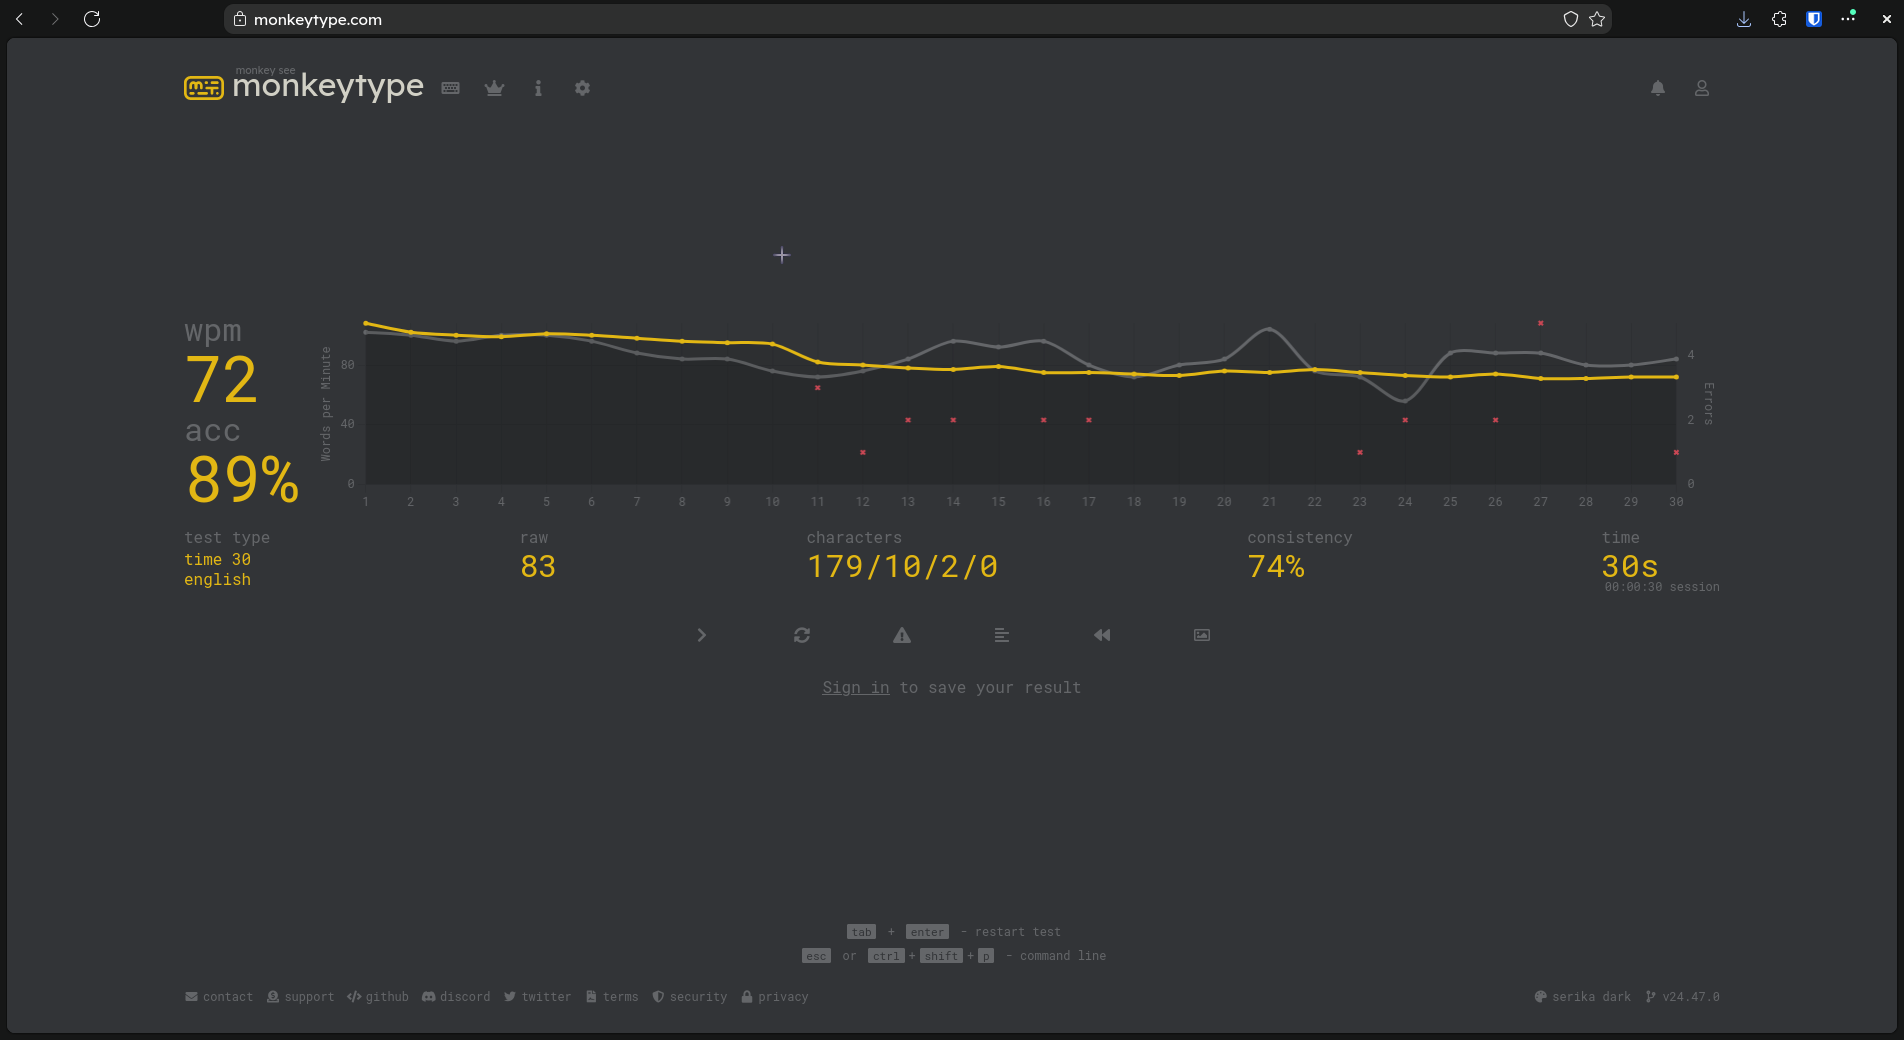 monkeytype.com
monkey see
monkeytype
wpm
72
acc
89%
Words per Minute
80
40
0
4
2
0
Errors
1 2 3 4 5 6 7 8 9 10 11 12 13 14 15 16 17 18 19 20 21 22 23 24 25 26 27 28 29 30
test type
time 30
english
raw
83
characters
179/10/2/0
consistency
74%
time
30s
00:00:30 session
Sign in to save your result
tab + enter - restart test
esc or ctrl + shift + p - command line
contact support github discord twitter terms security privacy serika dark v24.47.0